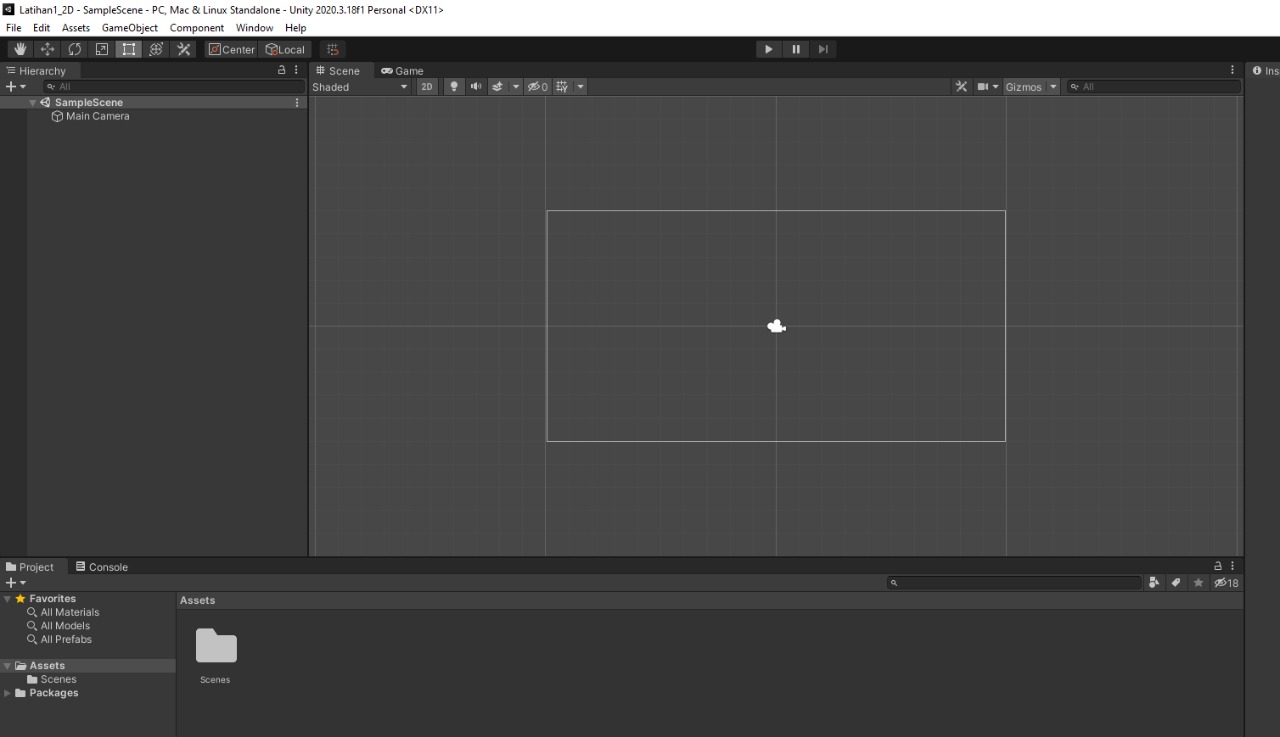 Latihan1_2D - SampleScene - PC, Mac & Linux Standalone - Unity 2020.3.18f1 Personal <DX11>
File Edit Assets GameObject Component Window Help
Center Local
Hierarchy
All
SampleScene
Main Camera
Scene Game
Shaded 2D 0 Gizmos All
Ins
Project Console
18
Favorites
All Materials
All Models
All Prefabs
Assets
Scenes
Packages
Assets
Scenes